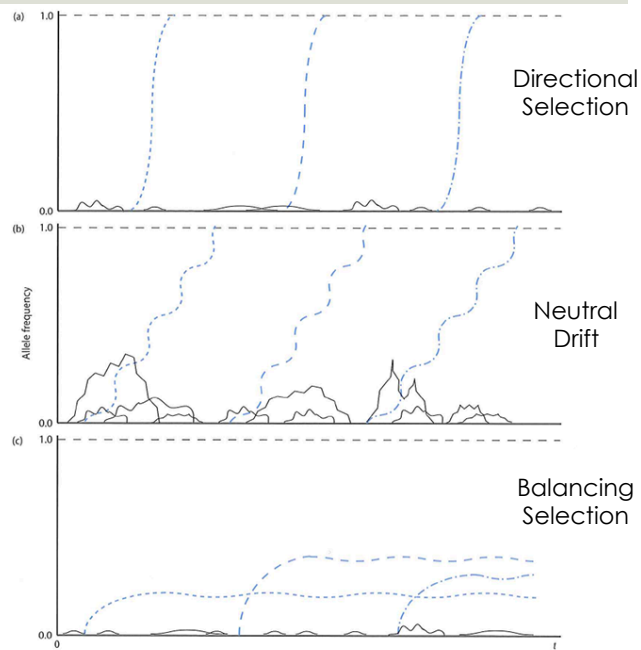 (a)
1.0
Directional
Selection
0.0
(b)
1.0
Allele frequency
Neutral
Drift
0.0
(c)
1.0
Balancing
Selection
0.0
0
t